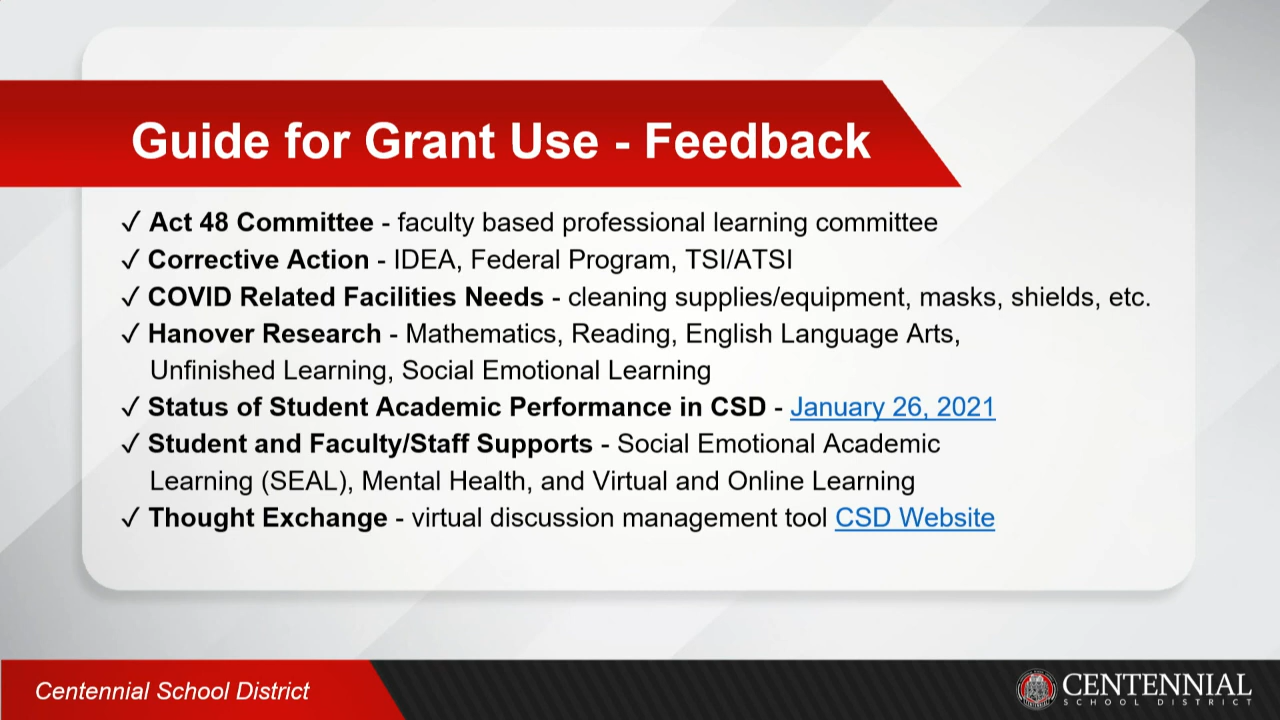 Guide for Grant Use - Feedback
✓ Act 48 Committee - faculty based professional learning committee
✓ Corrective Action - IDEA, Federal Program, TSI/ATSI
✓ COVID Related Facilities Needs - cleaning supplies/equipment, masks, shields, etc.
✓ Hanover Research - Mathematics, Reading, English Language Arts,
Unfinished Learning, Social Emotional Learning
✓ Status of Student Academic Performance in CSD - January 26, 2021
✓ Student and Faculty/Staff Supports - Social Emotional Academic
Learning (SEAL), Mental Health, and Virtual and Online Learning
✓ Thought Exchange - virtual discussion management tool CSD Website
Centennial School District
CENTENNIAL
SCHOOL DISTRICT